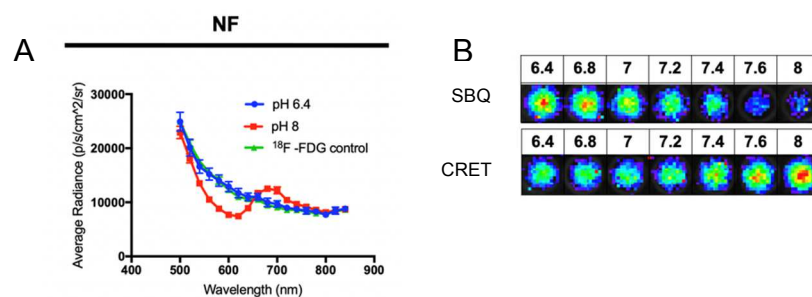 NF
A
Average Radiance (p/s/cm^2/sr)
30000
20000
10000
0
400 500 600 700 800 900
Wavelength (nm)
pH 6.4
pH 8
¹⁸F -FDG control
B
6.4 6.8 7 7.2 7.4 7.6 8
SBQ
6.4 6.8 7 7.2 7.4 7.6 8
CRET